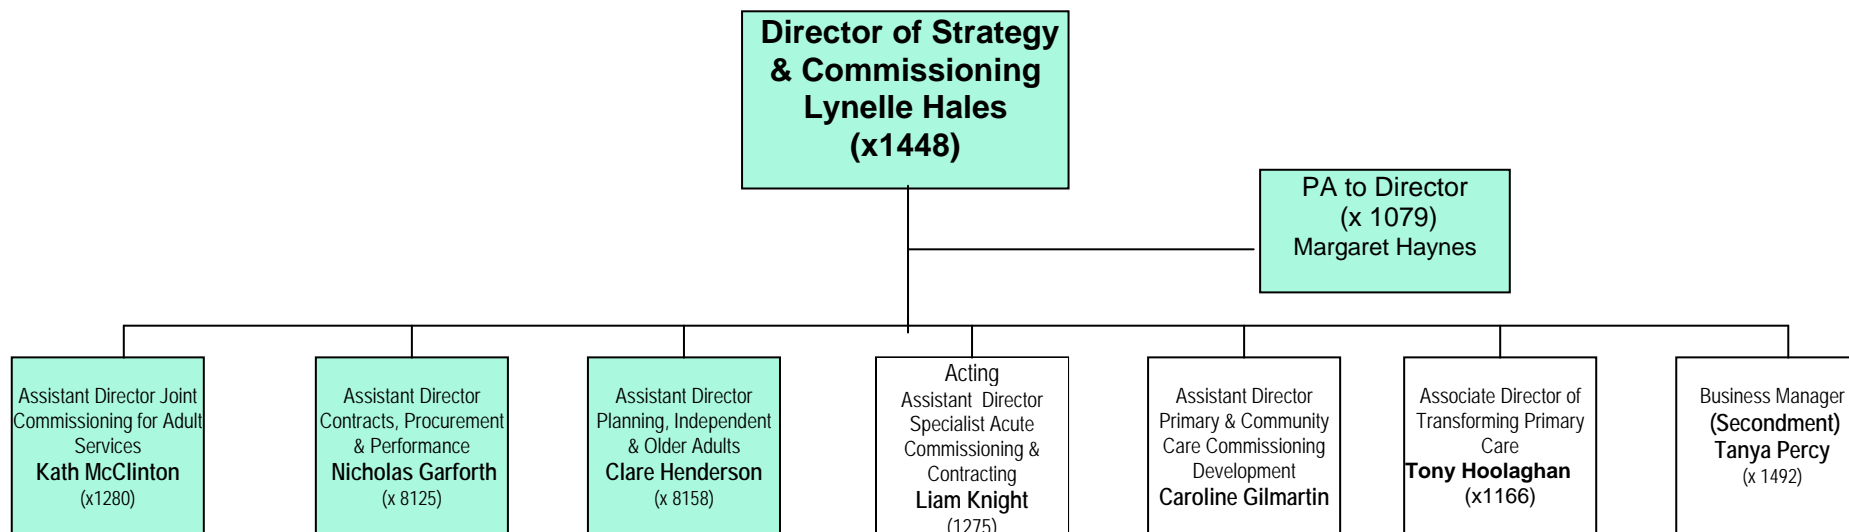 Director of Strategy
& Commissioning
Lynelle Hales
(x1448)
PA to Director
(x 1079)
Margaret Haynes
Assistant Director Joint
Commissioning for Adult
Services
Kath McClinton
(x1280)
Assistant Director
Contracts, Procurement
& Performance
Nicholas Garforth
(x 8125)
Assistant Director
Planning, Independent
& Older Adults
Clare Henderson
(x 8158)
Acting
Assistant Director
Specialist Acute
Commissioning &
Contracting
Liam Knight
(1275)
Assistant Director
Primary & Community
Care Commissioning
Development
Caroline Gilmartin
Associate Director of
Transforming Primary
Care
Tony Hoolaghan
(x1166)
Business Manager
(Secondment)
Tanya Percy
(x 1492)